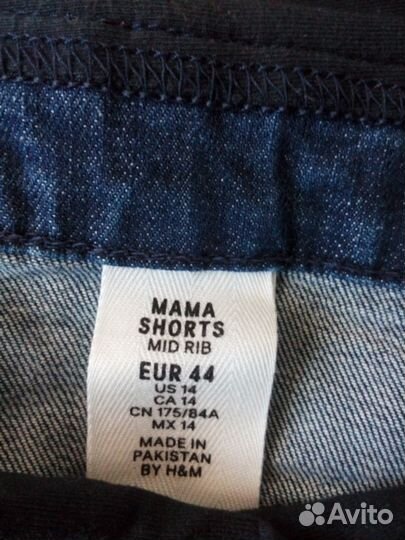 MAMA
SHORTS
MID RIB
EUR 44
US 14
CA 14
CN 175/84A
MX 14
MADE IN
PAKISTAN
BY H&M
Avito